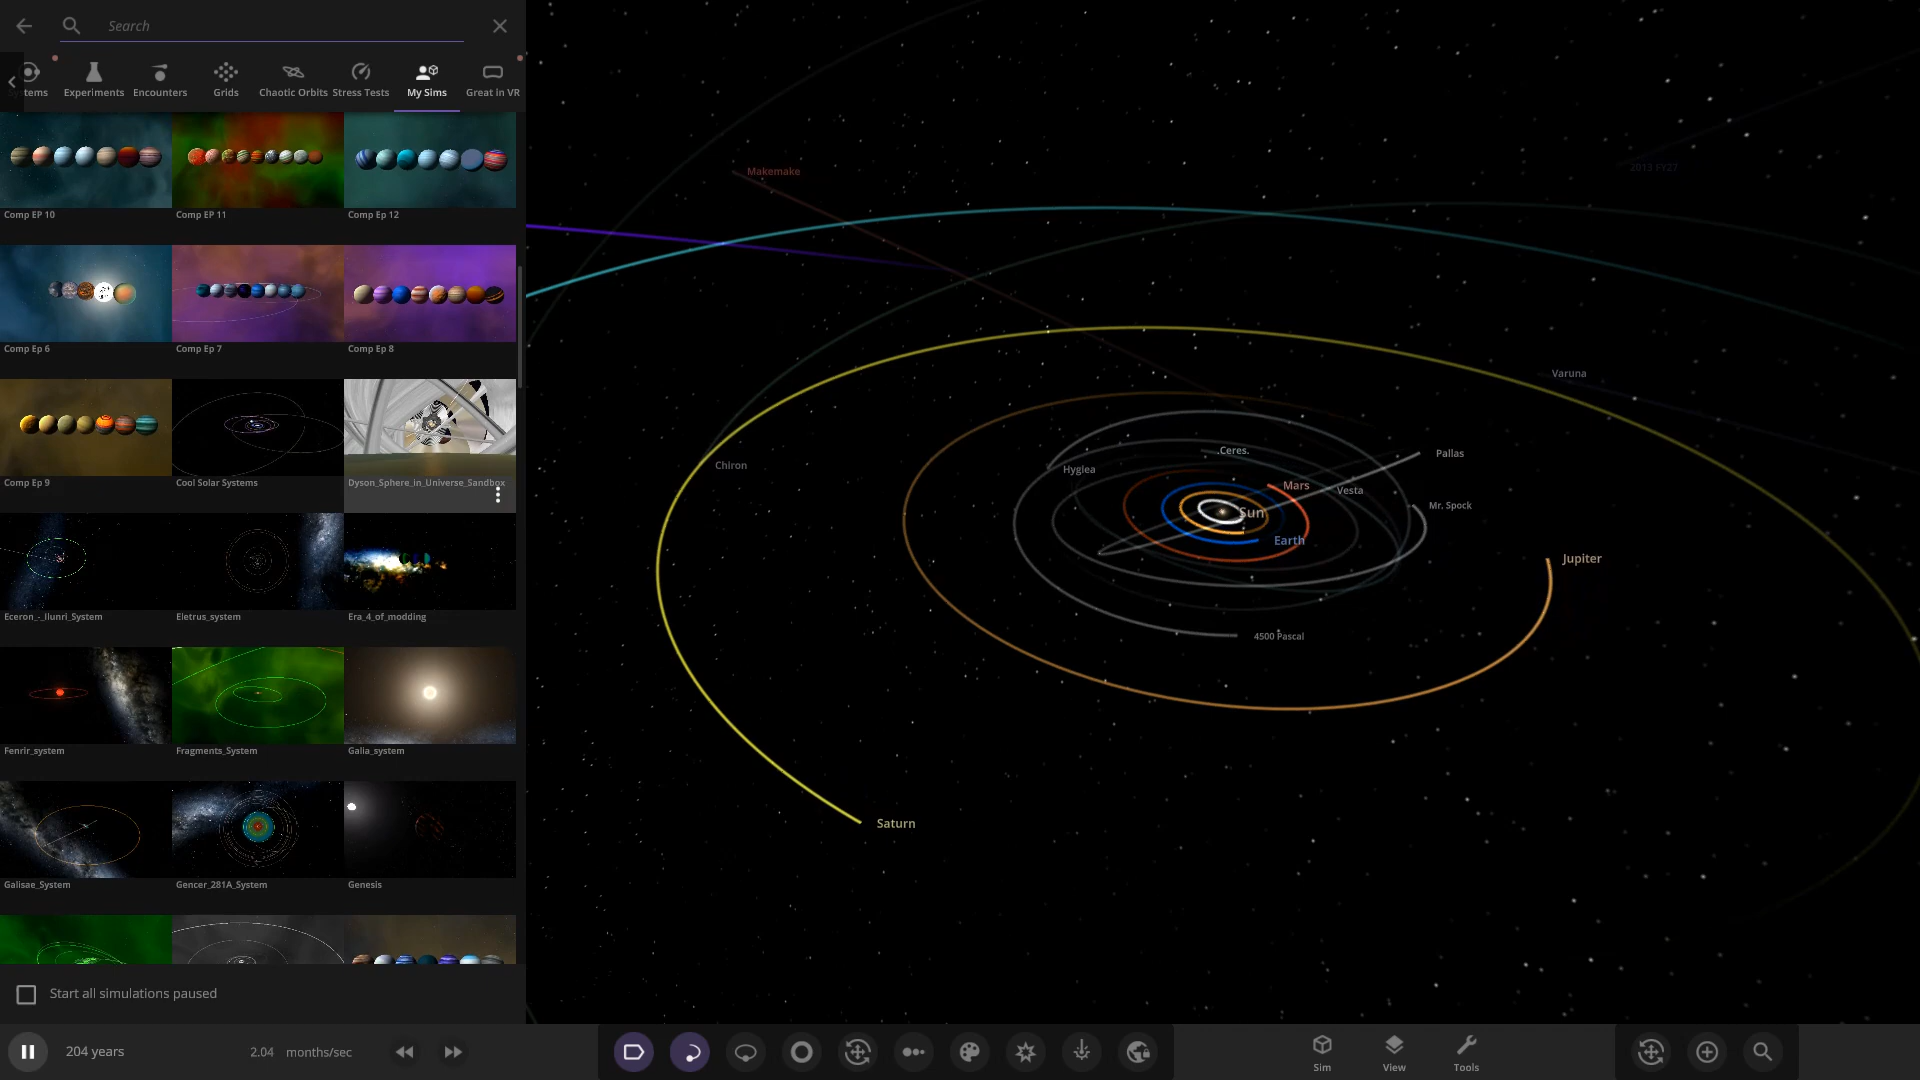 Search
tems
Experiments
Encounters
Grids
Chaotic Orbits
Stress Tests
My Sims
Great in VR
Comp EP 10
Comp EP 11
Comp Ep 12
Comp Ep 6
Comp Ep 7
Comp Ep 8
Comp Ep 9
Cool Solar Systems
Dyson_Sphere_in_Universe_Sandbox
Eceron_-_Ilunri_System
Eletrus_system
Era_4_of_modding
Fenrir_system
Fragments_System
Galia_system
Galisae_System
Gencer_281A_System
Genesis
Start all simulations paused
204 years
2.04 months/sec
Makemake
2013 FY27
Varuna
Chiron
Hygiea
Ceres
Pallas
Mars
Vesta
Mr. Spock
Sun
Earth
Jupiter
4500 Pascal
Saturn
Sim
View
Tools